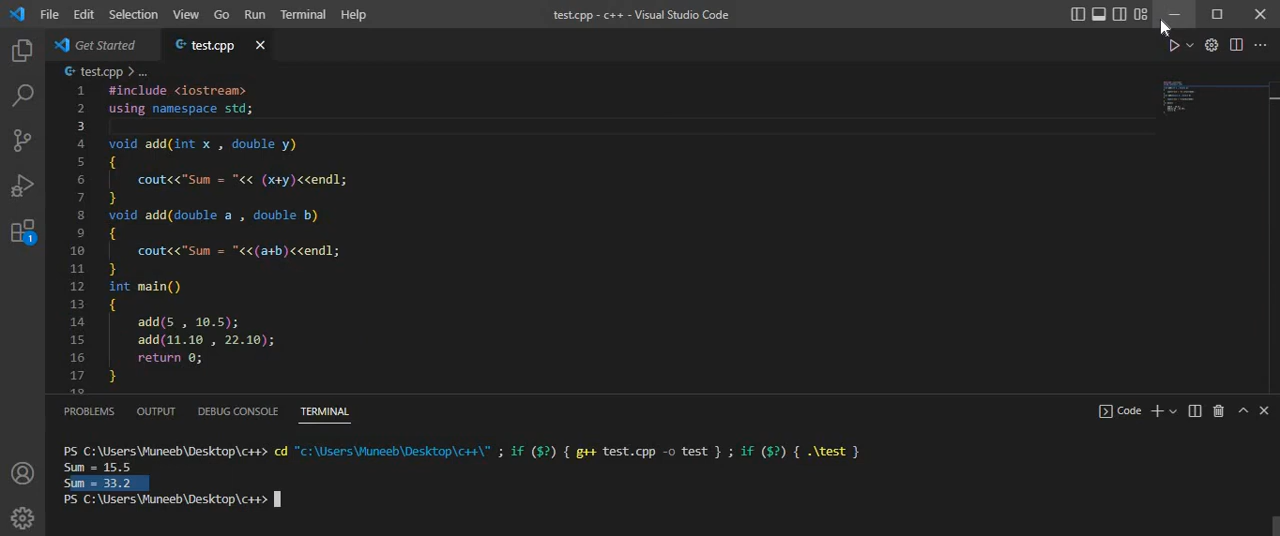 File Edit Selection View Go Run Terminal Help test.cpp - c++ - Visual Studio Code
Get Started test.cpp
test.cpp > ...
1 #include <iostream>
2 using namespace std;
3
4 void add(int x , double y)
5 {
6 cout<<"Sum = "<< (x+y)<<endl;
7 }
8 void add(double a , double b)
9 {
10 cout<<"Sum = "<<(a+b)<<endl;
11 }
12 int main()
13 {
14 add(5 , 10.5);
15 add(11.10 , 22.10);
16 return 0;
17 }
18
1
PROBLEMS OUTPUT DEBUG CONSOLE TERMINAL Code
PS C:\Users\Muneeb\Desktop\c++> cd "c:\Users\Muneeb\Desktop\c++\" ; if ($?) { g++ test.cpp -o test } ; if ($?) { .\test }
Sum = 15.5
Sum = 33.2
PS C:\Users\Muneeb\Desktop\c++>